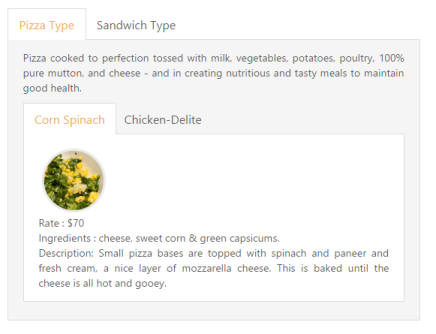 Pizza Type Sandwich Type
Pizza cooked to perfection tossed with milk, vegetables, potatoes, poultry, 100%
pure mutton, and cheese - and in creating nutritious and tasty meals to maintain
good health.
Corn Spinach Chicken-Delite
Rate : $70
Ingredients : cheese, sweet corn & green capsicums.
Description: Small pizza bases are topped with spinach and paneer and
fresh cream, a nice layer of mozzarella cheese. This is baked until the
cheese is all hot and gooey.